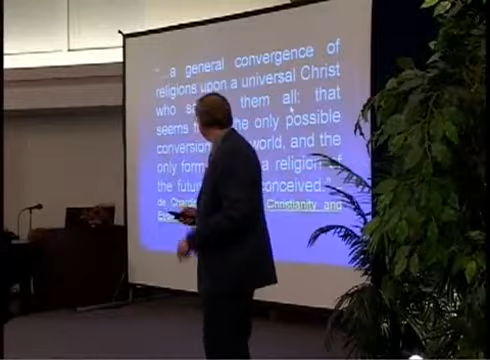 "...a general convergence of
religions upon a universal Christ
who them all: that
seems the only possible
conversion world, and the
only form a religion of
the future conceived."
de Christianity and